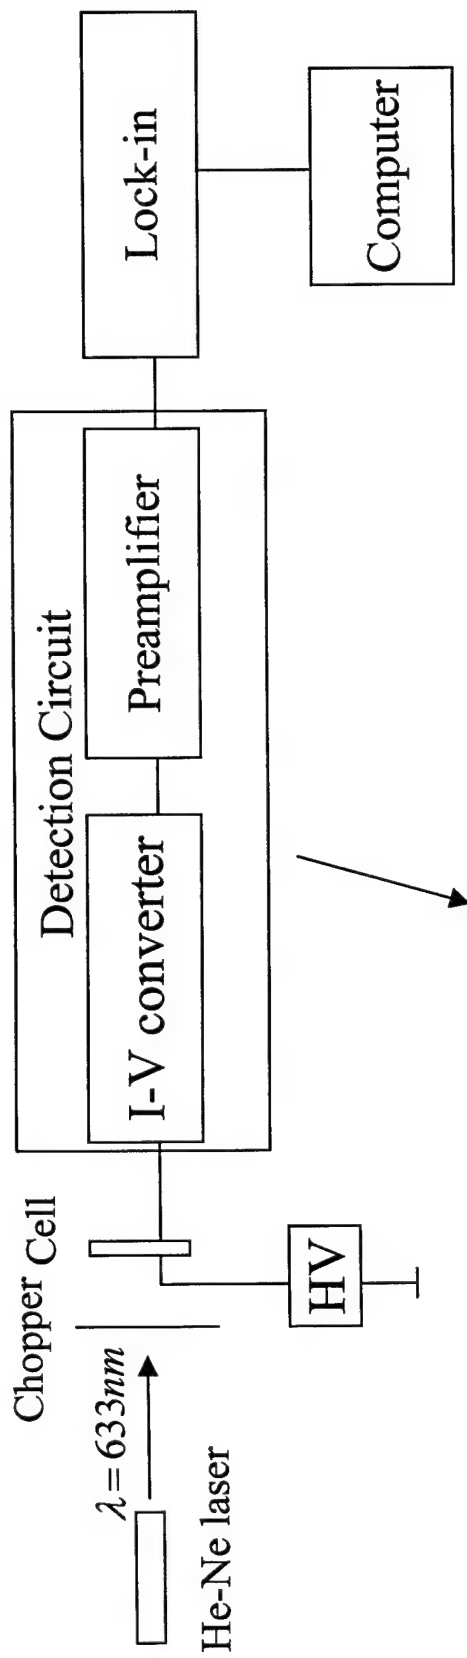 He-Ne laser
λ = 633nm
Chopper
Cell
HV
Detection Circuit
I-V converter
Preamplifier
Lock-in
Computer